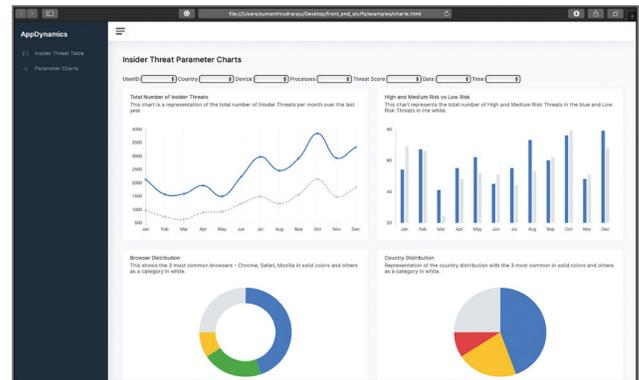 file:///Users/sumanthrudraraju/Desktop/front_end_stuffs/examples/charts.html
AppDynamics
Insider Threat Table
Parameter Charts
Insider Threat Parameter Charts
UserID Country Device Processes Threat Score Date Time
Total Number of Insider Threats
This chart is a representation of the total number of Inisder Threats per month over the last
year
4000
3500
3000
2500
2000
1500
1000
500
Jan Feb Mar Apr May Jun Jul Aug Sep Oct Nov Dec
High and Medium Risk vs Low Risk
This chart represents the total number of High and Medium Risk Threats in the blue and Low
Risk Threats in the white.
80
60
40
20
Jan Feb Mar Apr May Jun Jul Aug Sep Oct Nov Dec
Browser Distribution
This shows the 3 most common browsers - Chrome, Safari, Mozilla in solid colors and others
as a category in white.
Country Distribution
Representation of the country distribution with the 3 most common in solid colors and others
as a category in white.